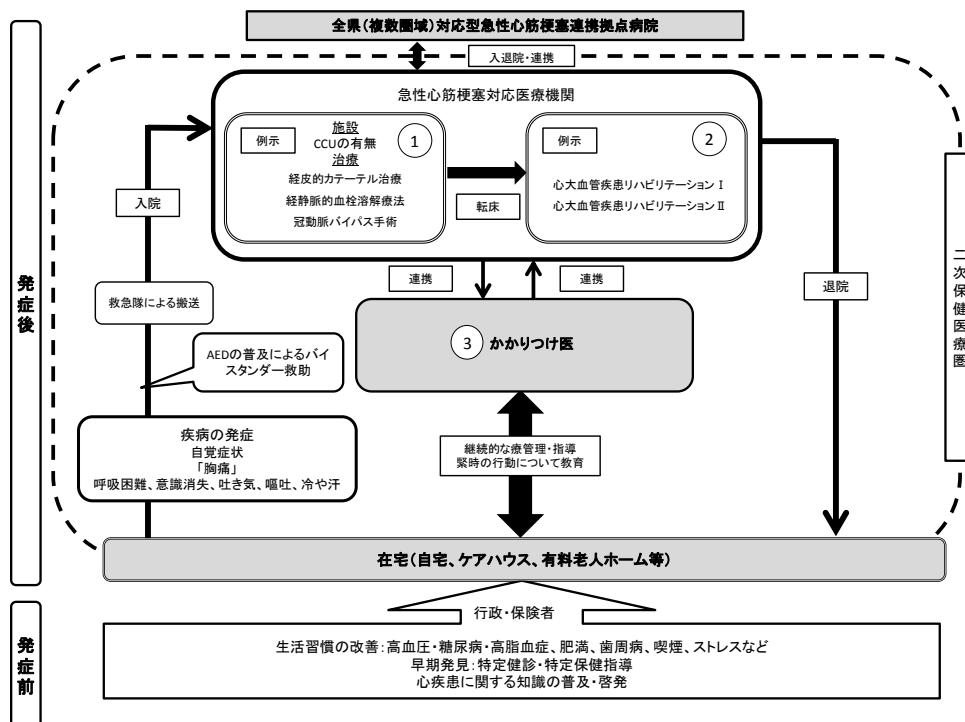 全県（複数圏域）対応型急性心筋梗塞連携拠点病院
入退院・連携
急性心筋梗塞対応医療機関
例示
施設
CCUの有無
治療
経皮的カテーテル治療
経静脈的血栓溶解療法
冠動脈バイパス手術
1
転床
例示
2
心大血管疾患リハビリテーションⅠ
心大血管疾患リハビリテーションⅡ
入院
退院
二次保健医療圏
発症後
連携
連携
救急隊による搬送
3 かかりつけ医
AEDの普及によるバイ
スタンダー救助
疾病の発症
自覚症状
「胸痛」
呼吸困難、意識消失、吐き気、嘔吐、冷や汗
継続的な療管理・指導
緊時の行動について教育
在宅（自宅、ケアハウス、有料老人ホーム等）
発症前
行政・保険者
生活習慣の改善：高血圧・糖尿病・高脂血症、肥満、歯周病、喫煙、ストレスなど
早期発見：特定健診・特定保健指導
心疾患に関する知識の普及・啓発